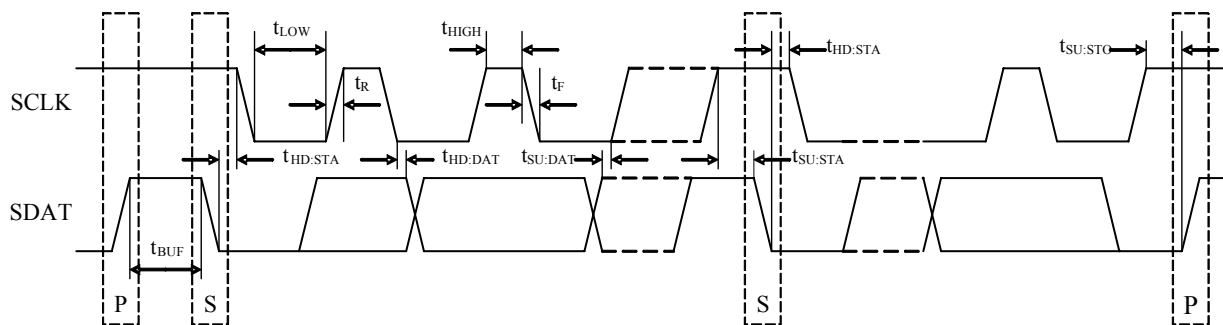 tLOW
tHIGH
tHD:STA
tSU:STO
SCLK
tR
tF
tHD:STA
tHD:DAT
tSU:DAT
tSU:STA
SDAT
tBUF
P
S
S
P